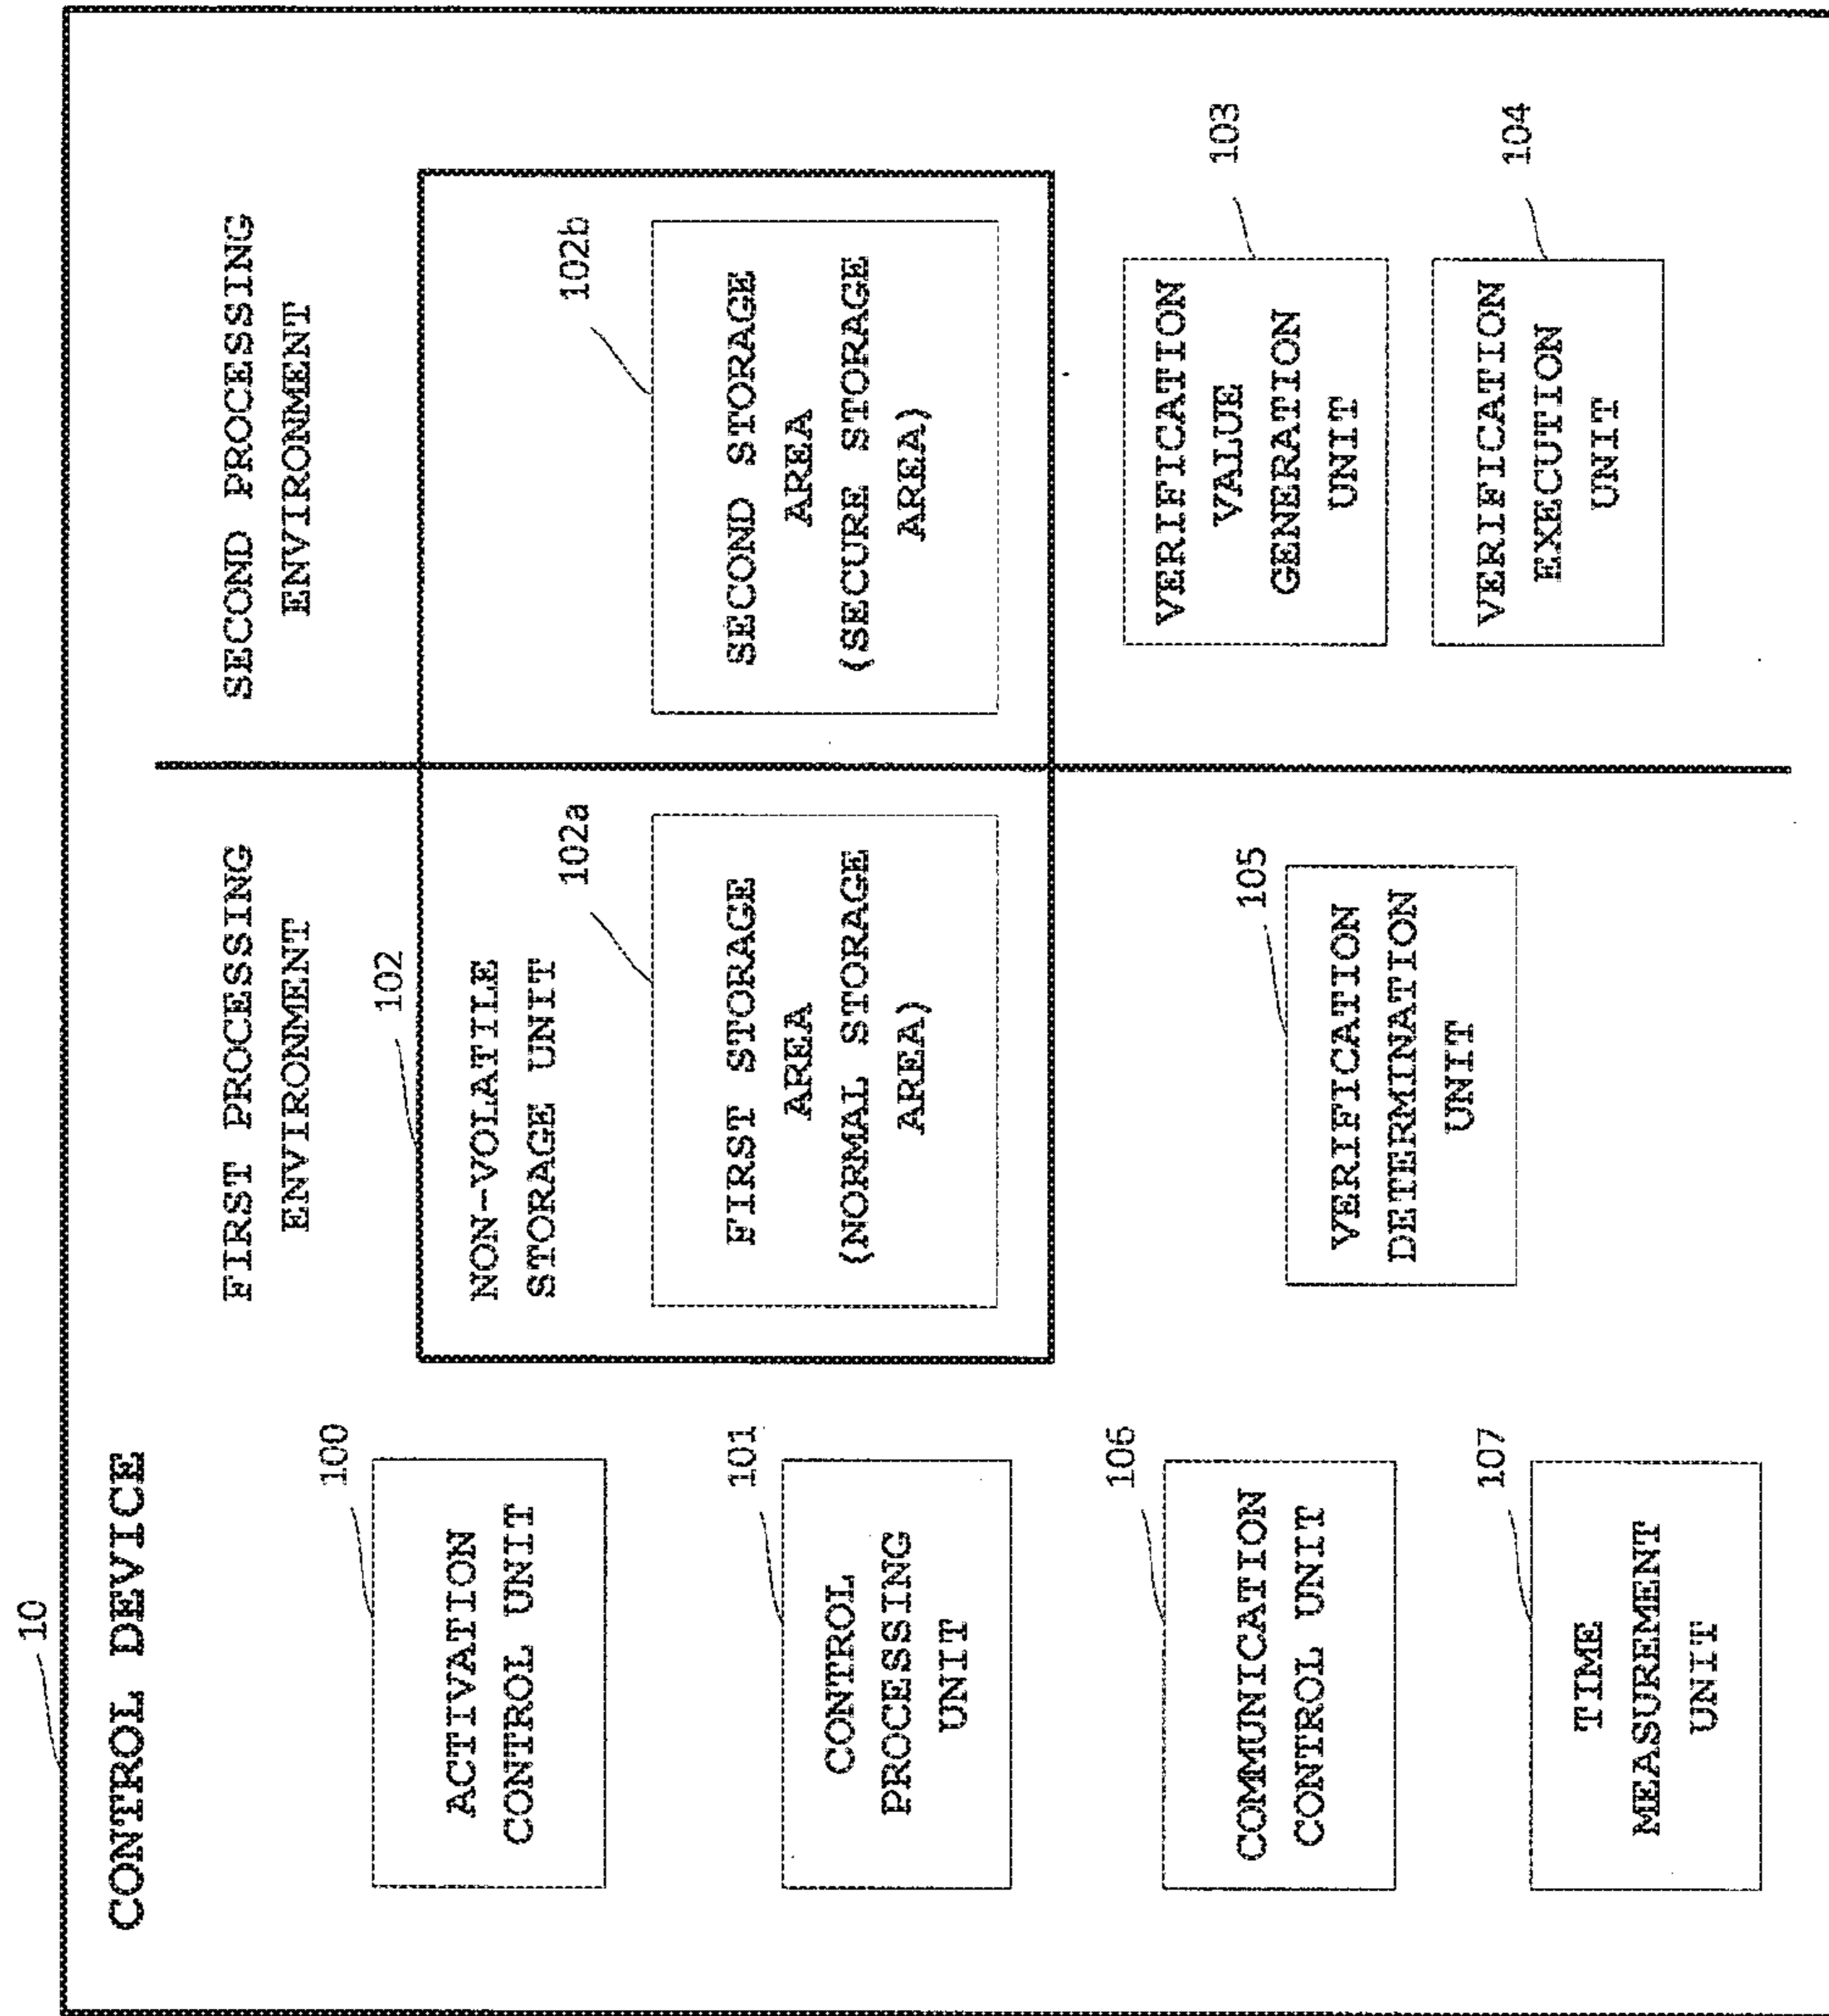 10
CONTROL DEVICE
FIRST PROCESSING
ENVIRONMENT
SECOND PROCESSING
ENVIRONMENT
100
ACTIVATION
CONTROL UNIT
101
CONTROL
PROCESSING
UNIT
106
COMMUNICATION
CONTROL UNIT
107
TIME
MEASUREMENT
UNIT
102
NON-VOLATILE
STORAGE UNIT
102a
FIRST STORAGE
AREA
(NORMAL STORAGE
AREA)
102b
SECOND STORAGE
AREA
(SECURE STORAGE
AREA)
105
VERIFICATION
DETERMINATION
UNIT
103
VERIFICATION
VALUE
GENERATION
UNIT
104
VERIFICATION
EXECUTION
UNIT